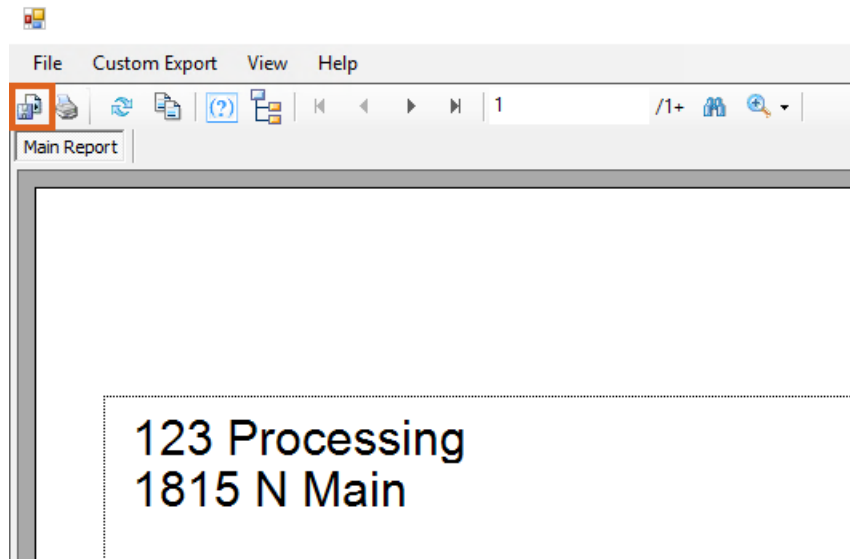 File Custom Export View Help
(?) 1 /1+
Main Report
123 Processing
1815 N Main